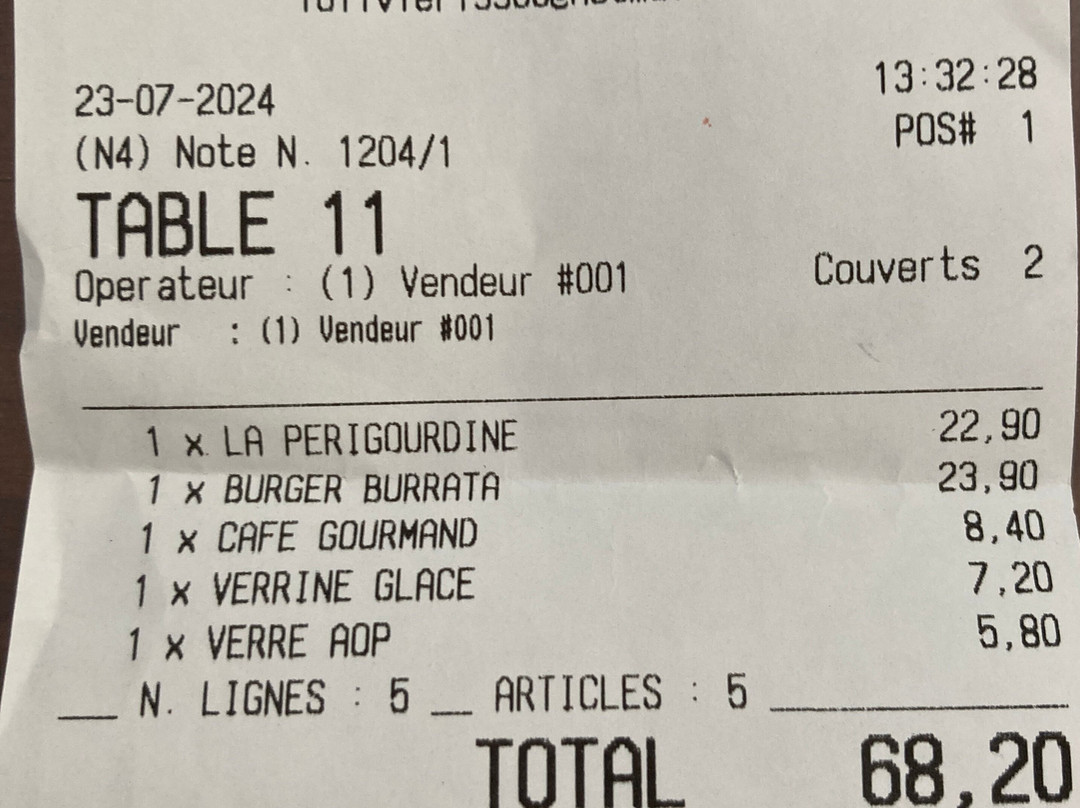 23-07-2024 13:32:28
(N4) Note N. 1204/1 POS# 1
TABLE 11
Operateur : (1) Vendeur #001 Couverts 2
Vendeur : (1) Vendeur #001
1 x LA PERIGOURDINE 22,90
1 x BURGER BURRATA 23,90
1 x CAFE GOURMAND 8,40
1 x VERRINE GLACE 7,20
1 x VERRE AOP 5,80
N. LIGNES : 5 ARTICLES : 5
TOTAL 68,20